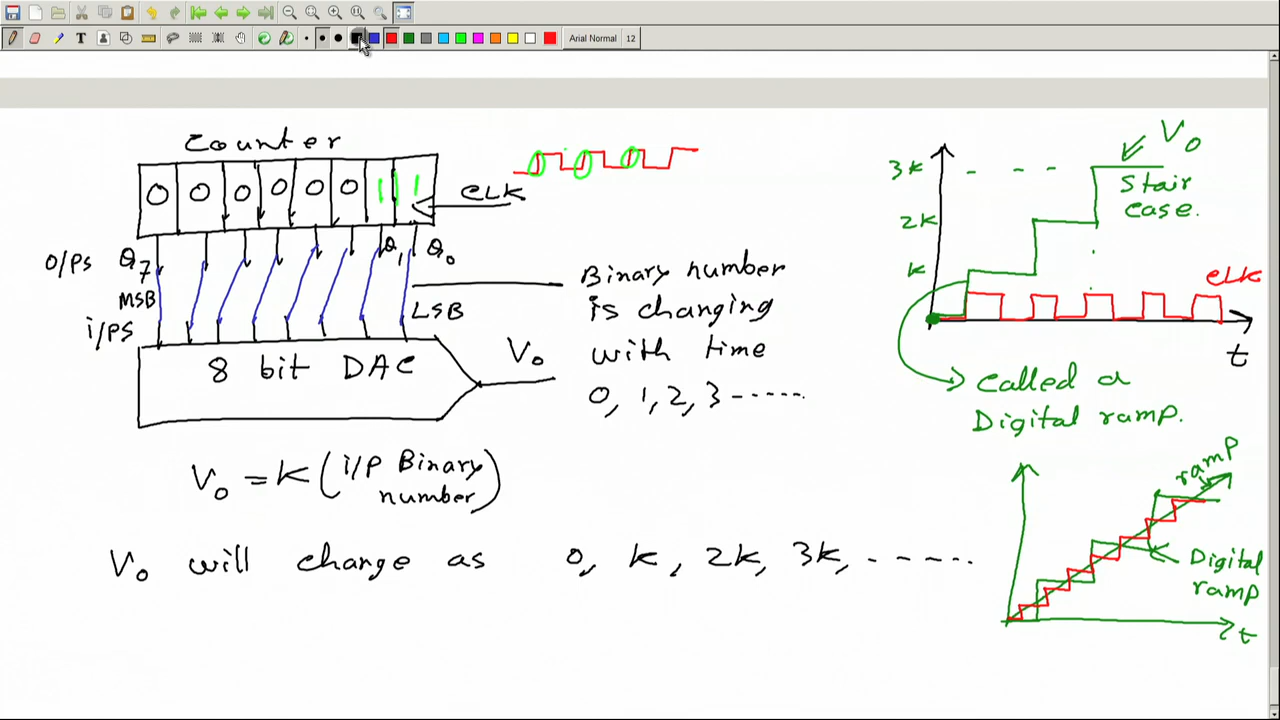 Arial Normal 12
Counter
0 0 0 0 0 0 1 1
CLK
O/Ps Q7 Q1 Q0
MSB
LSB
i/Ps
8 bit DAC
Vo
Binary number
is changing
with time
0, 1, 2, 3 ------
Vo = K (i/P Binary
number)
Vo will change as 0, K, 2K, 3K, ------
Vo
3K
Stair
case.
2K
K
CLK
t
Called a
Digital ramp.
ramp
Digital
ramp
t